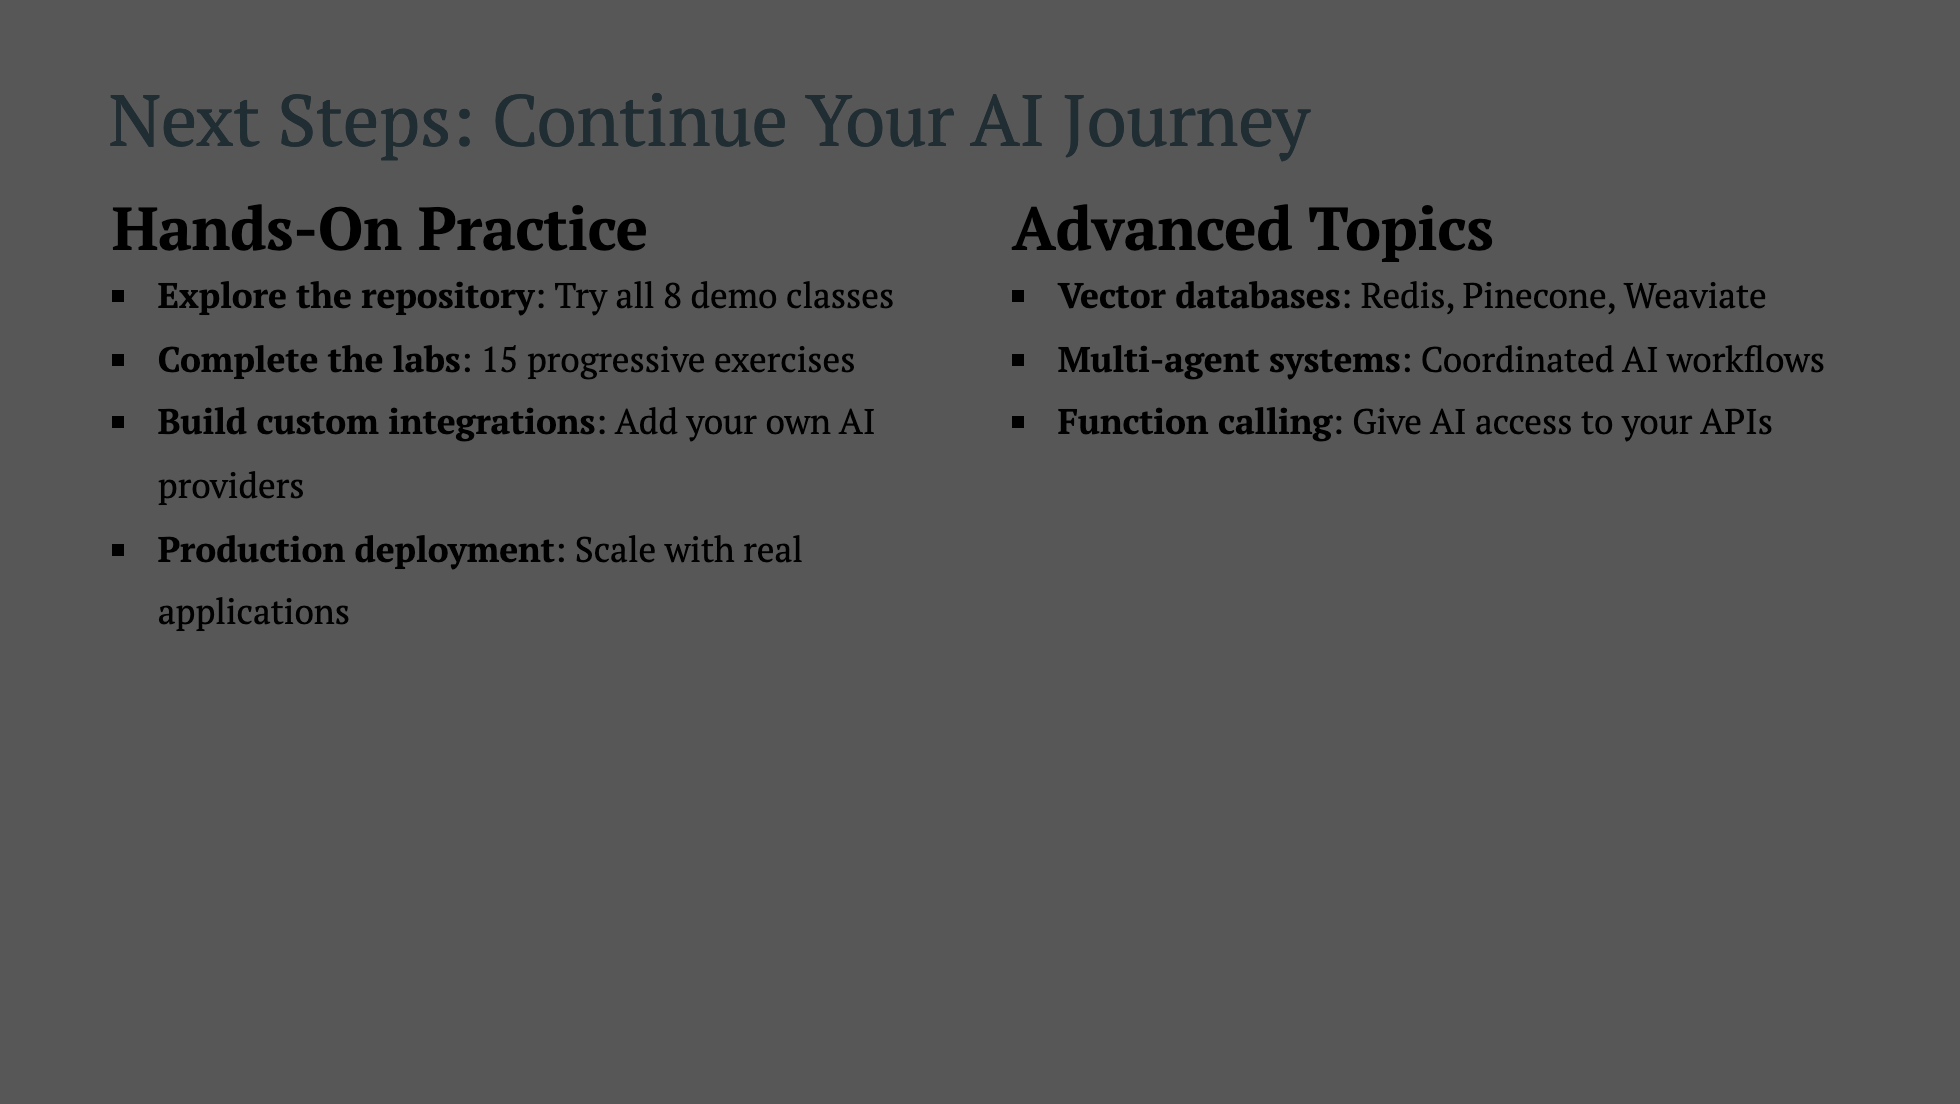 Next Steps: Continue Your AI Journey
Hands-On Practice
▪ Explore the repository: Try all 8 demo classes
▪ Complete the labs: 15 progressive exercises
▪ Build custom integrations: Add your own AI
providers
▪ Production deployment: Scale with real
applications
Advanced Topics
▪ Vector databases: Redis, Pinecone, Weaviate
▪ Multi-agent systems: Coordinated AI workflows
▪ Function calling: Give AI access to your APIs